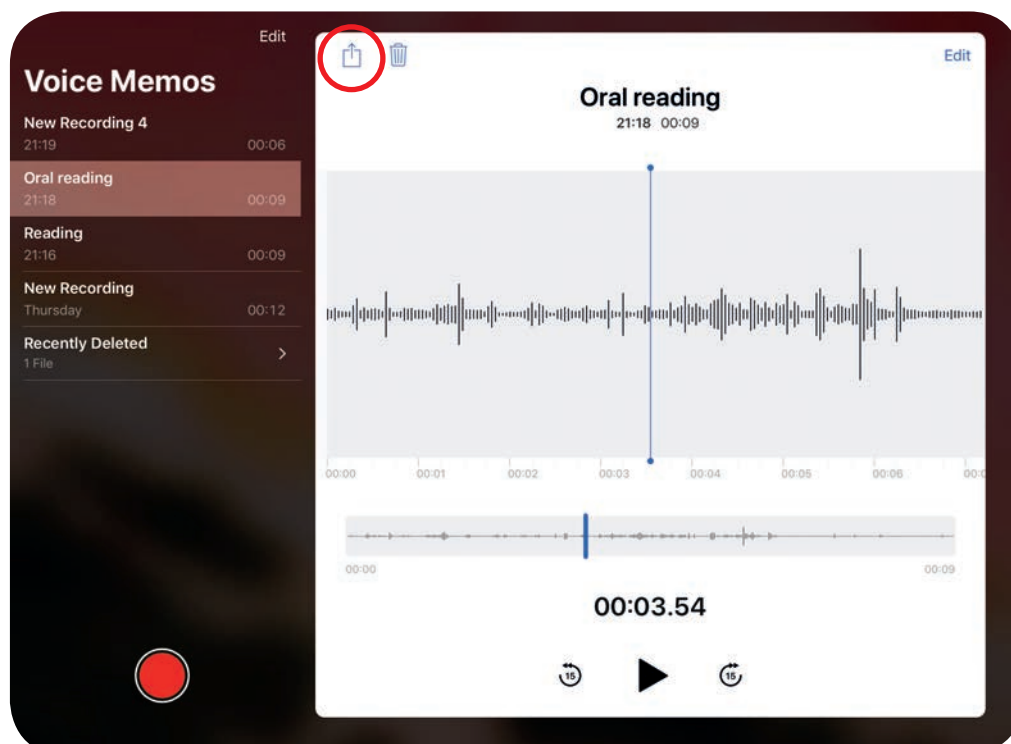 Edit
Voice Memos
New Recording 4
21:19 00:06
Oral reading
21:18 00:09
Reading
21:16 00:09
New Recording
Thursday 00:12
Recently Deleted
1 File
Edit
Oral reading
21:18 00:09
00:00 00:01 00:02 00:03 00:04 00:05 00:06 00:0
00:00 00:09
00:03.54
15 15